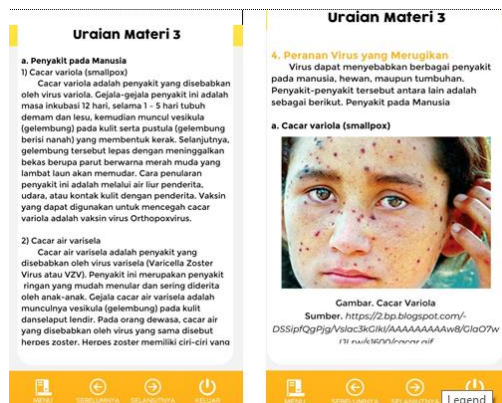 Uraian Materi 3
a. Penyakit pada Manusia
1) Cacar variola (smallpox)
Cacar variola adalah penyakit yang disebabkan
oleh virus variola. Gejala-gejala penyakit ini adalah
masa inkubasi 12 hari, selama 1 – 5 hari tubuh
demam dan lesu, kemudian muncul vesikula
(gelembung) pada kulit serta pustula (gelembung
berisi nanah) yang membentuk kerak. Selanjutnya,
gelembung tersebut lepas dengan meninggalkan
bekas berupa parut berwarna merah muda yang
lambat laun akan memudar. Cara penularan
penyakit ini adalah melalui air liur penderita,
udara, atau kontak kulit dengan penderita. Vaksin
yang dapat digunakan untuk mencegah cacar
variola adalah vaksin virus Orthopoxvirus.
2) Cacar air varisela
Cacar air varisela adalah penyakit yang
disebabkan oleh virus varisela (Varicella Zoster
Virus atau VZV). Penyakit ini merupakan penyakit
ringan yang mudah menular dan sering diderita
oleh anak-anak. Gejala cacar air varisela adalah
munculnya vesikula (gelembung) pada kulit
danselaput lendir. Pada orang dewasa, cacar air
yang disebabkan oleh virus yang sama disebut
herpes zoster. Herpes zoster memiliki ciri-ciri yang
MENU SEBELUMNYA SELANJUTNYA KELUAR
Uraian Materi 3
4. Peranan Virus yang Merugikan
Virus dapat menyebabkan berbagai penyakit
pada manusia, hewan, maupun tumbuhan.
Penyakit-penyakit tersebut antara lain adalah
sebagai berikut. Penyakit pada Manusia
a. Cacar variola (smallpox)
Gambar. Cacar Variola
Sumber. https://2.bp.blogspot.com/-
MENU SEBELUMNYA SELANJUTNYA
Legend